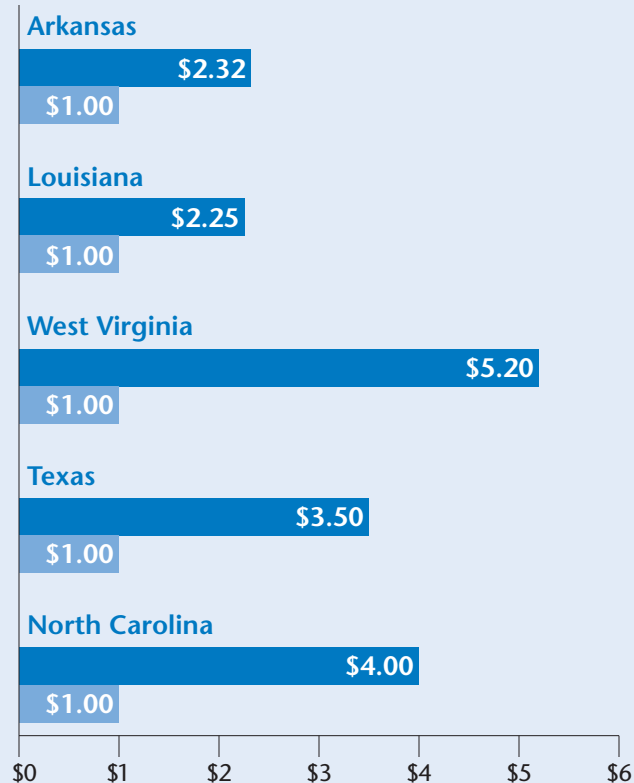 Arkansas
$2.32
$1.00
Louisiana
$2.25
$1.00
West Virginia
$5.20
$1.00
Texas
$3.50
$1.00
North Carolina
$4.00
$1.00
$0 $1 $2 $3 $4 $5 $6